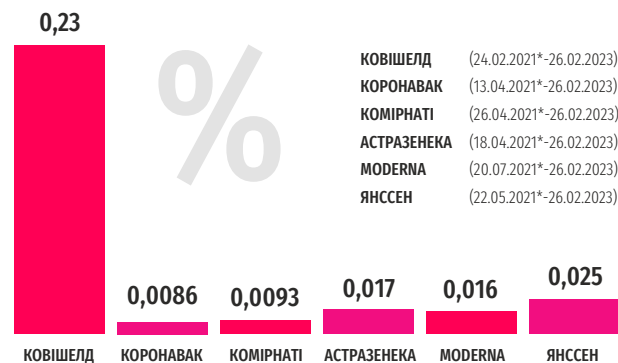 0,23
%
КОВІШЕЛД (24.02.2021*-26.02.2023)
КОРОНАВАК (13.04.2021*-26.02.2023)
КОМІРНАТІ (26.04.2021*-26.02.2023)
АСТРАЗЕНЕКА (18.04.2021*-26.02.2023)
MODERNA (20.07.2021*-26.02.2023)
ЯНССЕН (22.05.2021*-26.02.2023)
0,0086 0,0093 0,017 0,016 0,025
КОВІШЕЛД КОРОНАВАК КОМІРНАТІ АСТРАЗЕНЕКА MODERNA ЯНССЕН